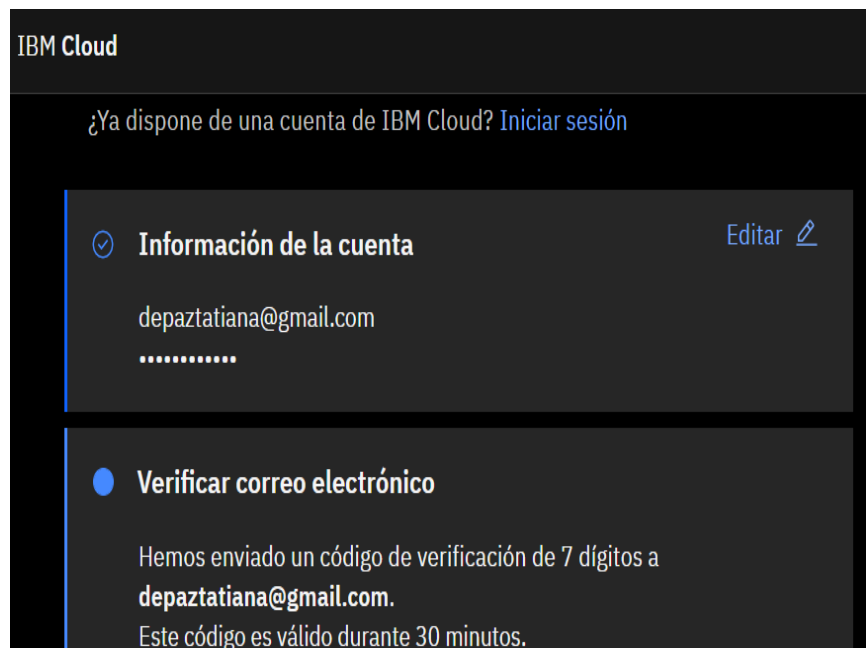 IBM Cloud
¿Ya dispone de una cuenta de IBM Cloud? Iniciar sesión
Información de la cuenta
Editar
depaztatiana@gmail.com
••••••••••••
Verificar correo electrónico
Hemos enviado un código de verificación de 7 dígitos a
depaztatiana@gmail.com.
Este código es válido durante 30 minutos.